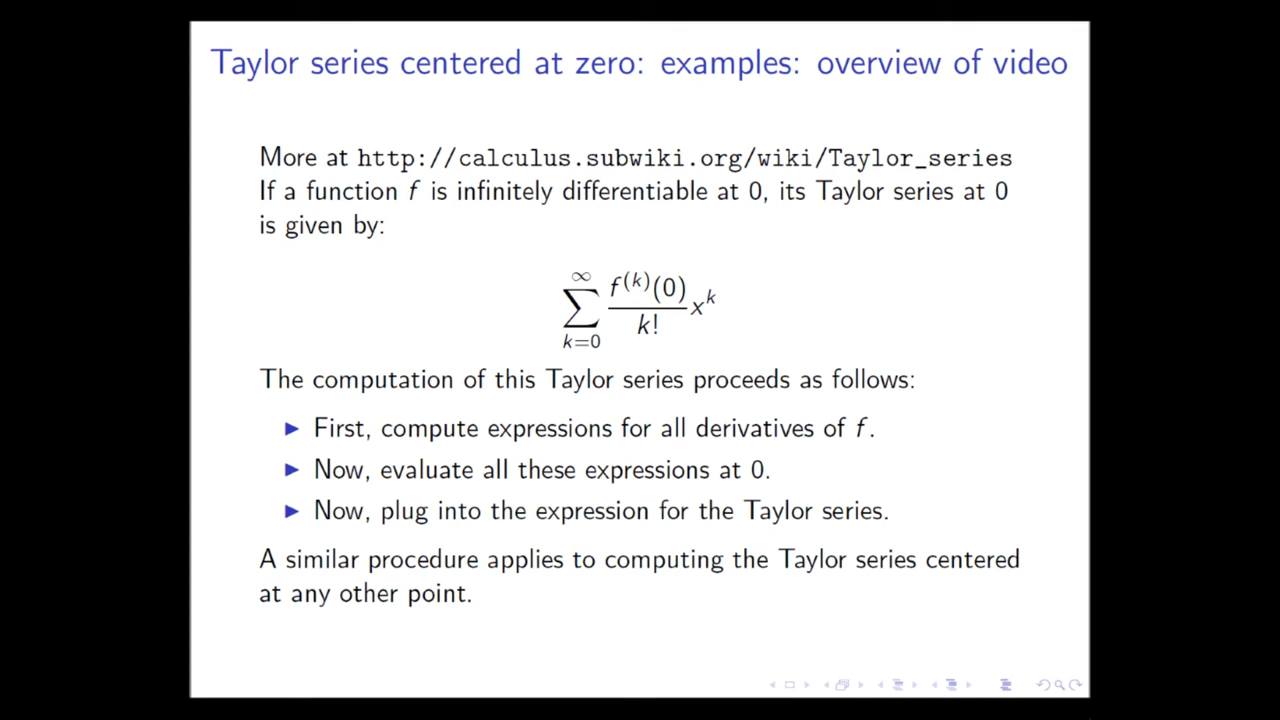 Taylor series centered at zero: examples: overview of video
More at http://calculus.subwiki.org/wiki/Taylor_series
If a function f is infinitely differentiable at 0, its Taylor series at 0
is given by:
∑_{k=0}^{∞} \frac{f^{(k)}(0)}{k!} x^k
The computation of this Taylor series proceeds as follows:
▶ First, compute expressions for all derivatives of f.
▶ Now, evaluate all these expressions at 0.
▶ Now, plug into the expression for the Taylor series.
A similar procedure applies to computing the Taylor series centered
at any other point.